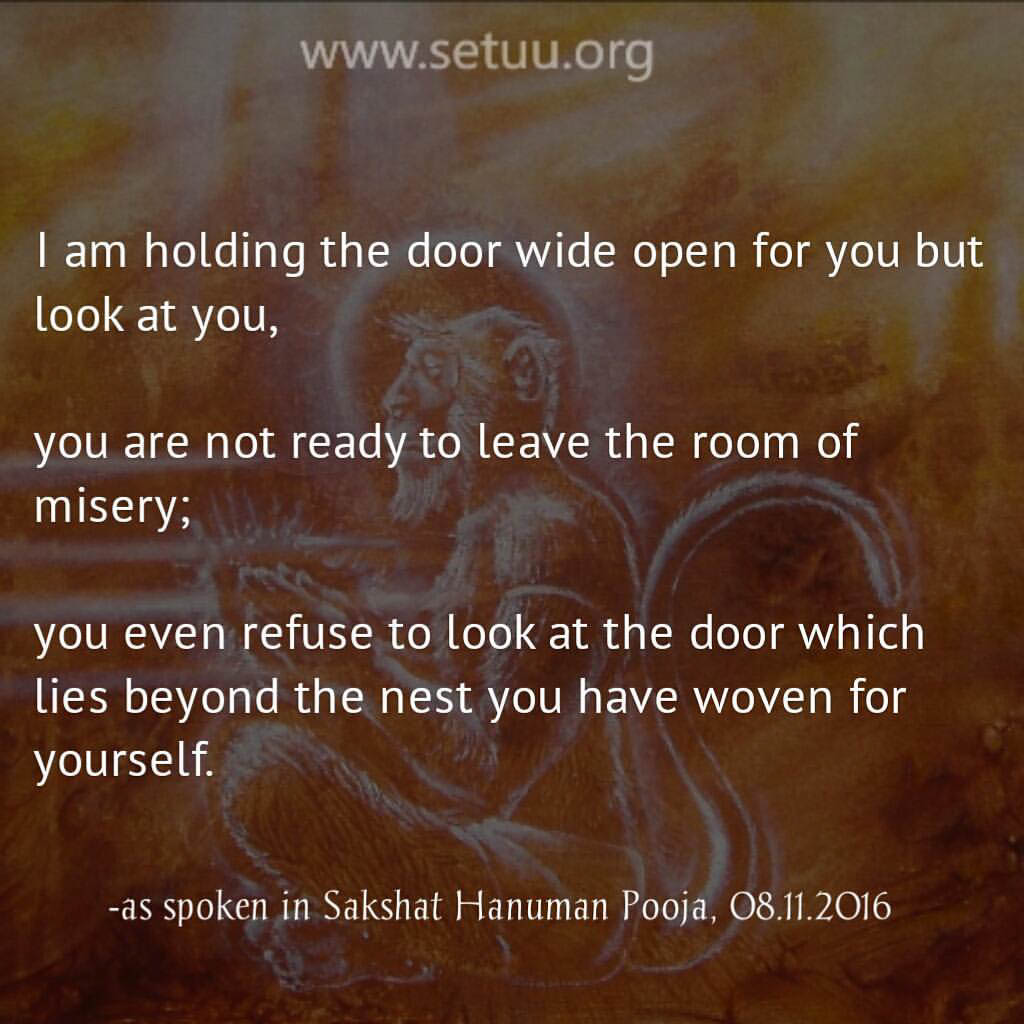 www.setuu.org
I am holding the door wide open for you but
look at you,
you are not ready to leave the room of
misery;
you even refuse to look at the door which
lies beyond the nest you have woven for
yourself.
-as spoken in Sakshat Hanuman Pooja, 08.11.2016